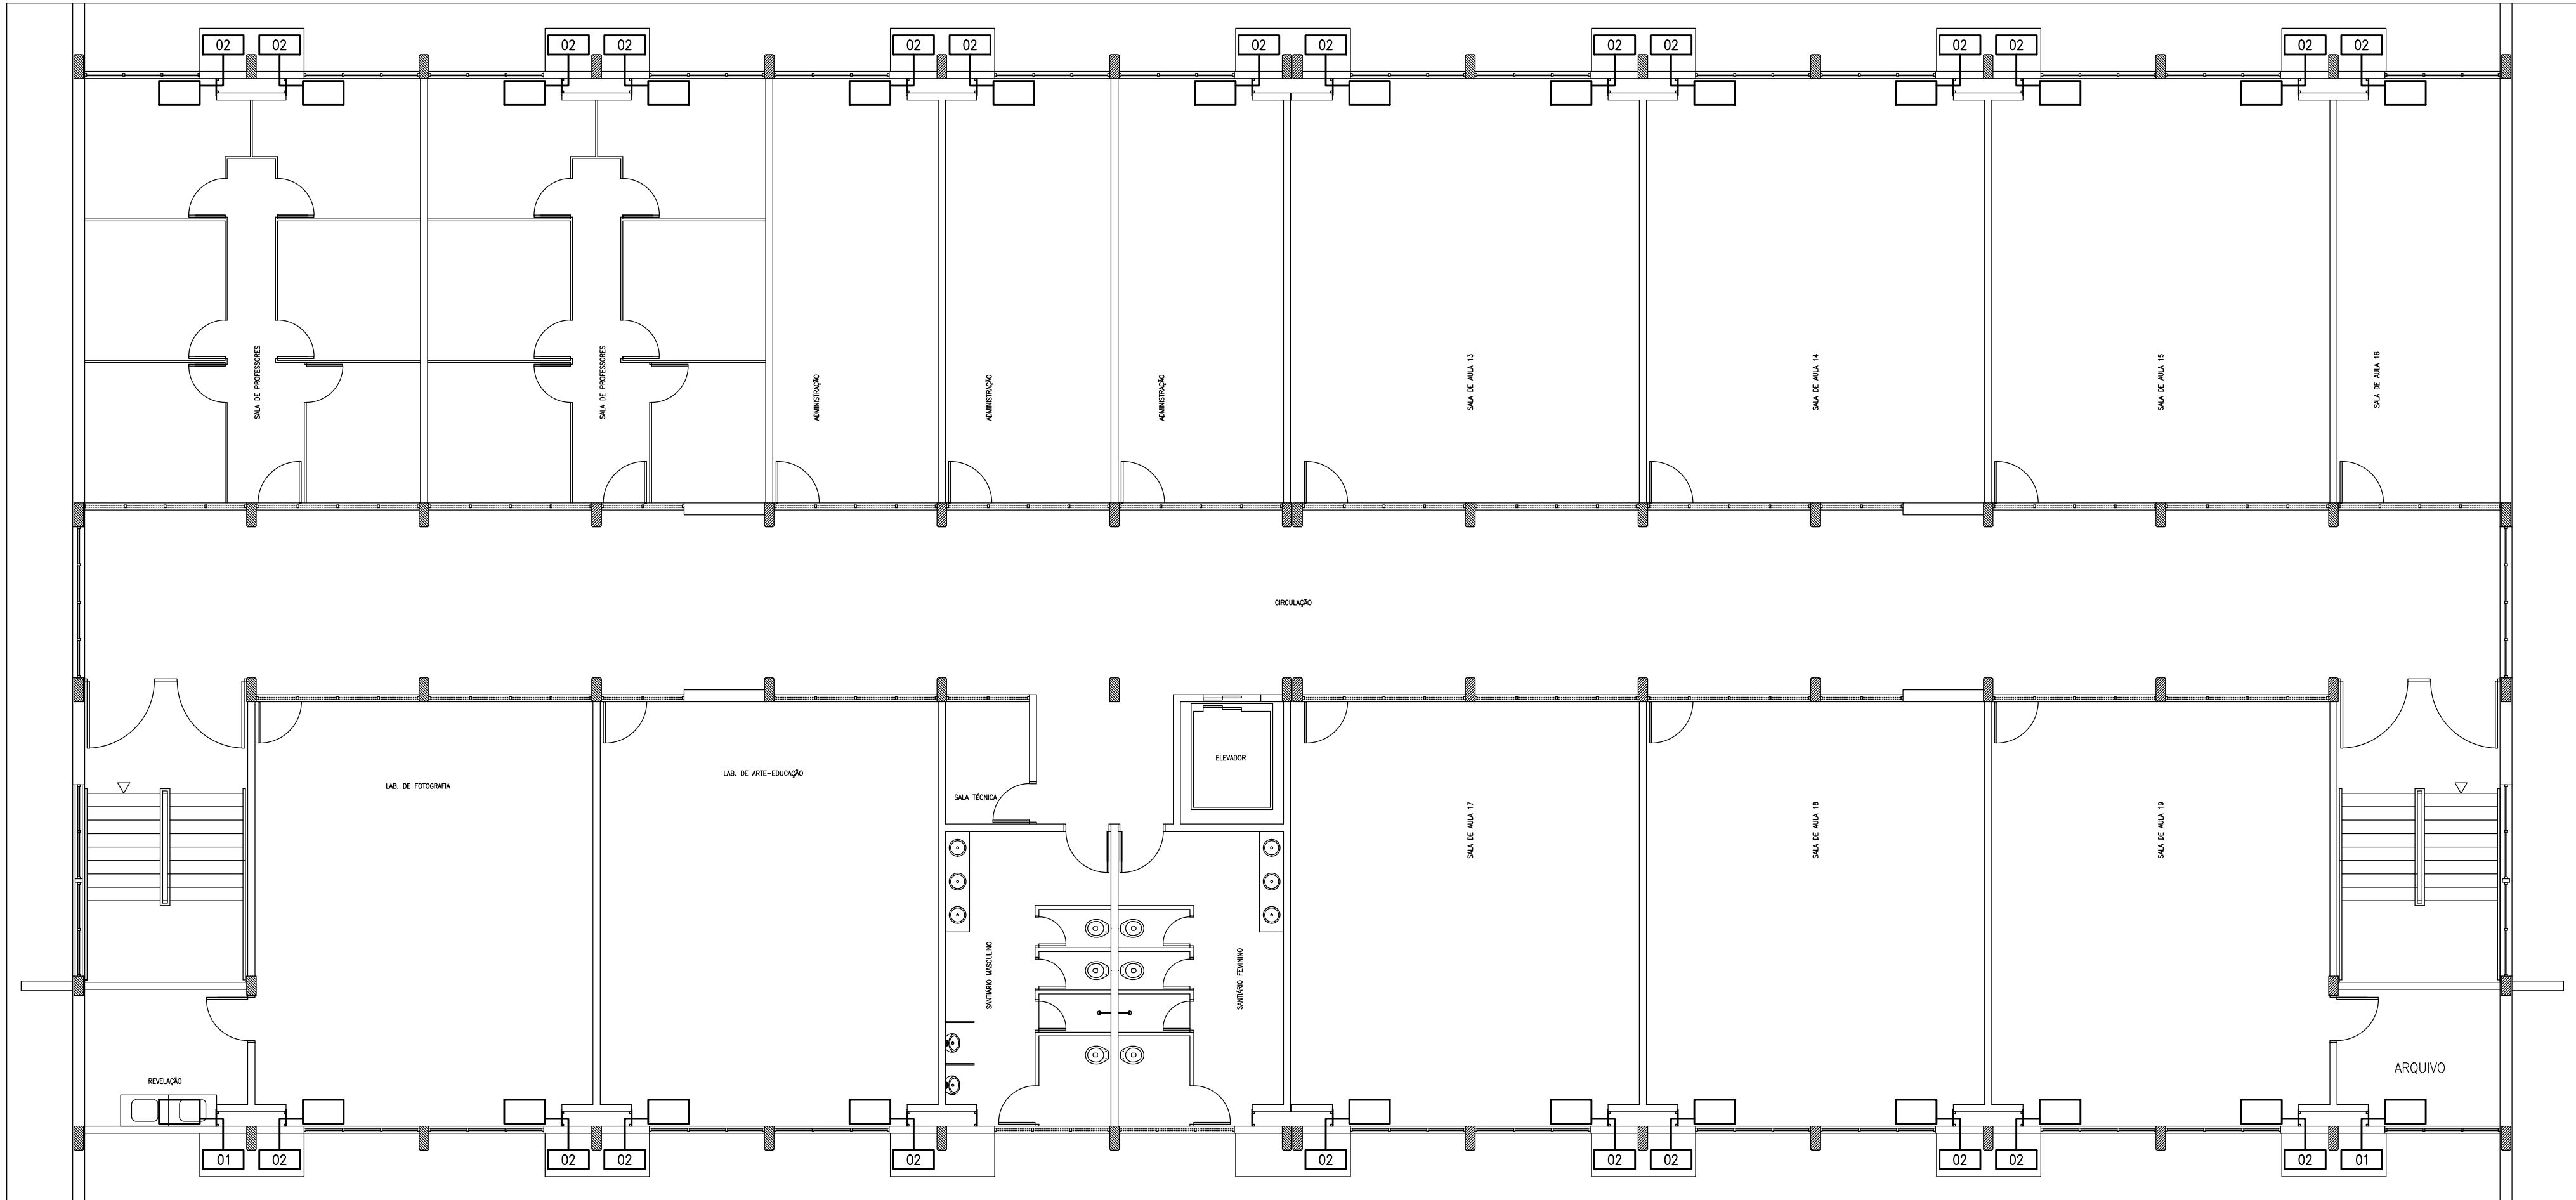 02 02 02 02 02 02 02 02 02 02 02 02 02 02
SALA DE PROFESSORES
SALA DE PROFESSORES
ADMINISTRAÇÃO
ADMINISTRAÇÃO
ADMINISTRAÇÃO
SALA DE AULA 13
SALA DE AULA 14
SALA DE AULA 15
SALA DE AULA 16
CIRCULAÇÃO
LAB. DE FOTOGRAFIA
LAB. DE ARTE-EDUCAÇÃO
SALA TÉCNICA
ELEVADOR
SALA DE AULA 17
SALA DE AULA 18
SALA DE AULA 19
SANTIÁRIO MASCULINO
SANTIÁRIO FEMININO
REVELAÇÃO
ARQUIVO
01 02 02 02 02 02 02 02 02 02 02 01